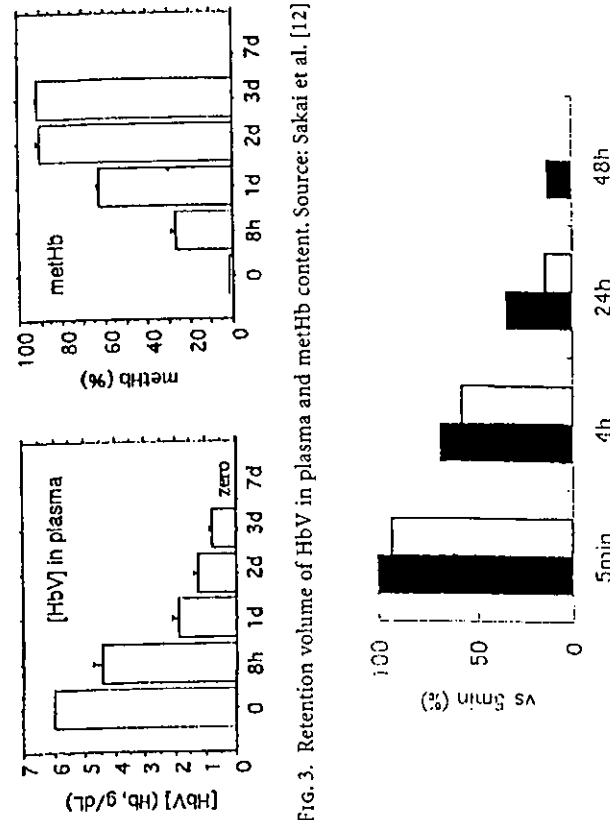 7
6
5
4
3
2
1
0
[HbV] (Hb, g/dL)
[HbV] in plasma
zero
0 8h 1d 2d 3d 7d
100
80
60
40
20
0
metHb (%)
metHb
0 8h 1d 2d 3d 7d
FIG. 3. Retention volume of HbV in plasma and metHb content. Source: Sakai et al. [12]
100
50
0
vs 5min (%)
5min 4h 24h 48h